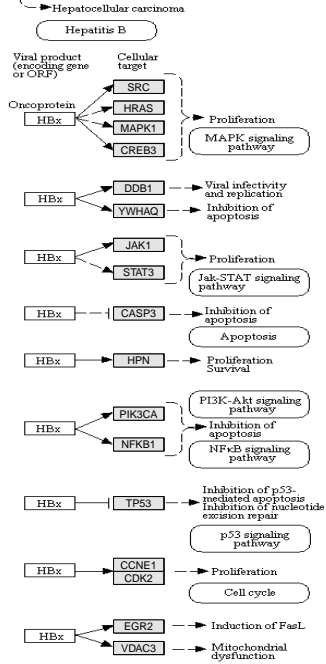 Hepatocellular carcinoma
Hepatitis B
Viral product
(encoding gene
or ORF)
Cellular
target
Oncoprotein
HBx
SRC
HRAS
MAPK1
CREB3
Proliferation
MAPK signaling
pathway
HBx
DDB1
YWHAQ
Viral infectivity
and replication
Inhibition of
apoptosis
HBx
JAK1
STAT3
Proliferation
Jak-STAT signaling
pathway
HBx
CASP3
Inhibition of
apoptosis
Apoptosis
HBx
HPN
Proliferation
Survival
HBx
PIK3CA
NFKB1
PI3K-Akt signaling
pathway
Inhibition of
apoptosis
NFκB signaling
pathway
HBx
TP53
Inhibition of p53-
mediated apoptosis
Inhibition of nucleotide
excision repair
p53 signaling
pathway
HBx
CCNE1
CDK2
Proliferation
Cell cycle
HBx
EGR2
VDAC3
Induction of FasL
Mitochondrial
dysfunction